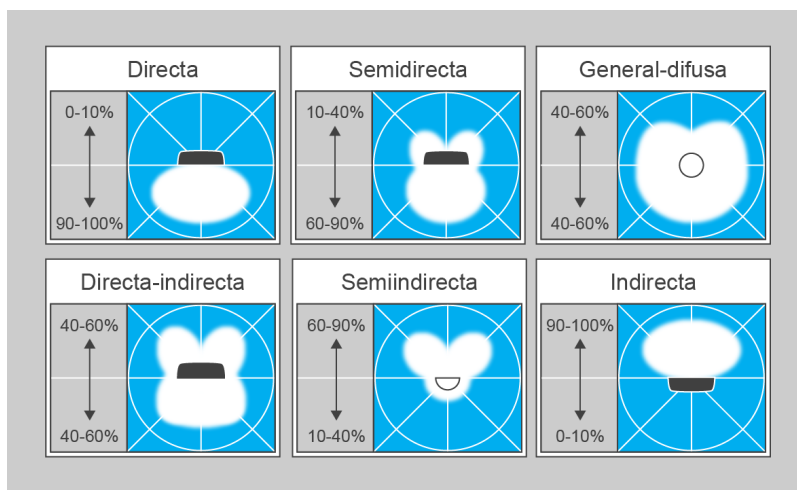 Directa
0-10%
90-100%
Semidirecta
10-40%
60-90%
General-difusa
40-60%
40-60%
Directa-indirecta
40-60%
40-60%
Semiindirecta
60-90%
10-40%
Indirecta
90-100%
0-10%